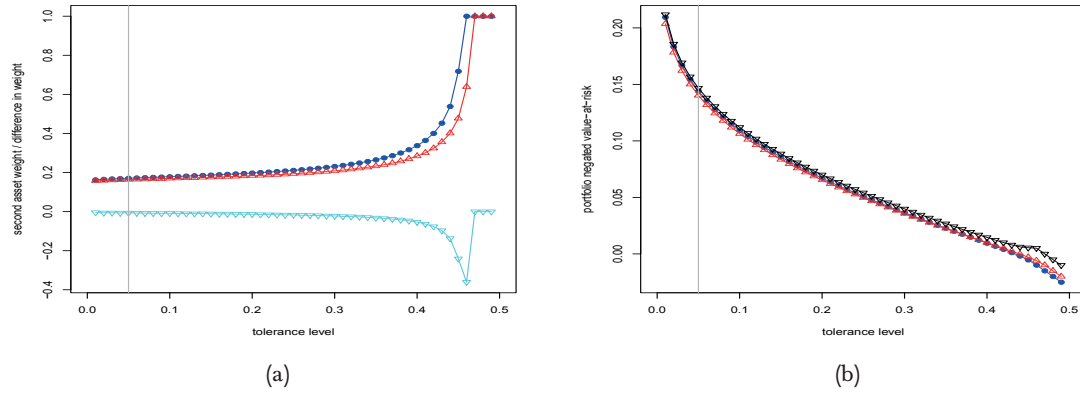 second asset weight / difference in weight
1.0
0.8
0.6
0.4
0.2
0.0
−0.2
−0.4
0.0 0.1 0.2 0.3 0.4 0.5
tolerance level
(a)
portfolio negated value−at−risk
0.20
0.15
0.10
0.05
0.00
0.0 0.1 0.2 0.3 0.4 0.5
tolerance level
(b)